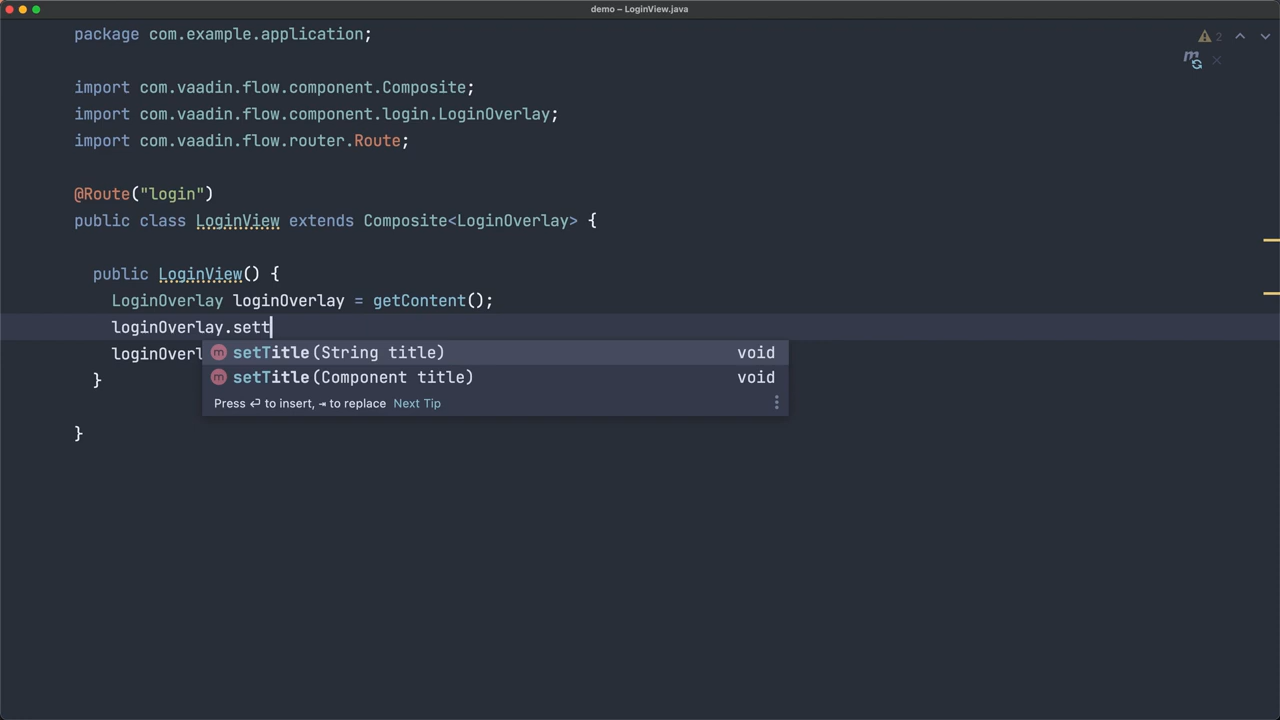 demo – LoginView.java
package com.example.application;
2
import com.vaadin.flow.component.Composite;
import com.vaadin.flow.component.login.LoginOverlay;
import com.vaadin.flow.router.Route;
@Route("login")
public class LoginView extends Composite<LoginOverlay> {
public LoginView() {
LoginOverlay loginOverlay = getContent();
loginOverlay.sett
loginOverl
m setTitle(String title) void
m setTitle(Component title) void
Press ⏎ to insert, ⇥ to replace Next Tip
}
}